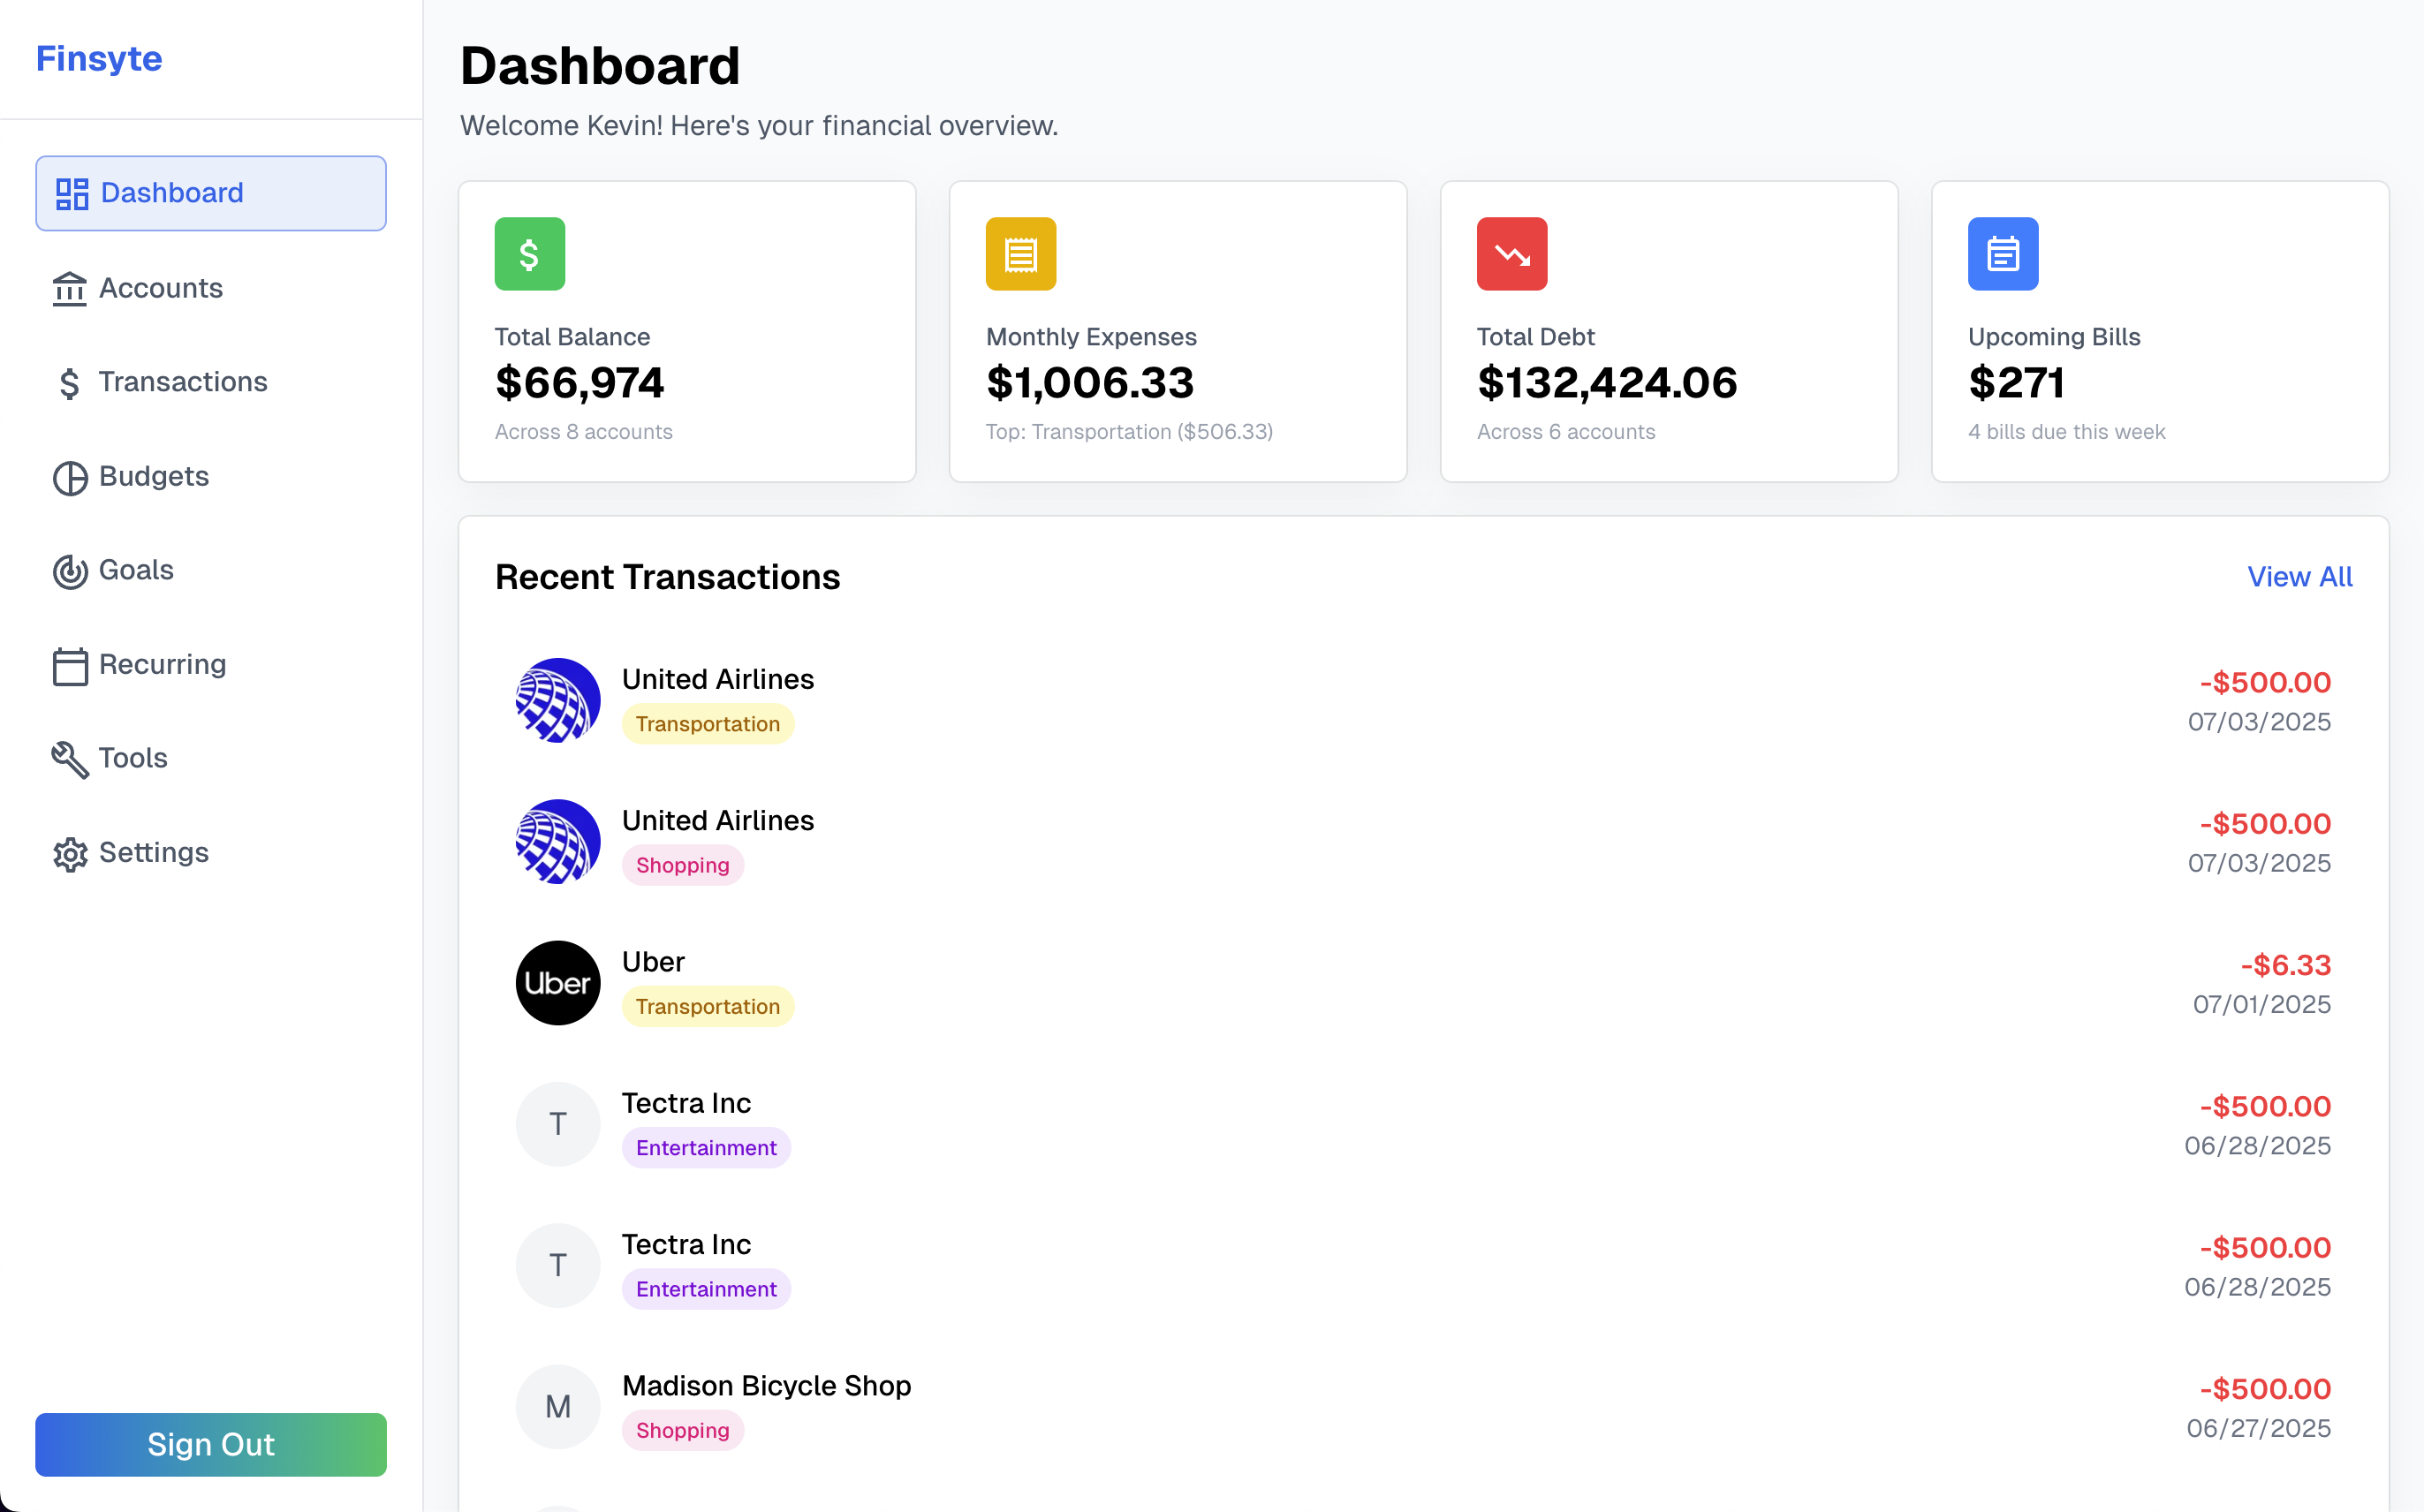 Finsyte
Dashboard
Accounts
Transactions
Budgets
Goals
Recurring
Tools
Settings
Sign Out
Dashboard
Welcome Kevin! Here's your financial overview.
Total Balance
$66,974
Across 8 accounts
Monthly Expenses
$1,006.33
Top: Transportation ($506.33)
Total Debt
$132,424.06
Across 6 accounts
Upcoming Bills
$271
4 bills due this week
Recent Transactions
View All
United Airlines
Transportation
-$500.00
07/03/2025
United Airlines
Shopping
-$500.00
07/03/2025
Uber
Uber
Transportation
-$6.33
07/01/2025
T
Tectra Inc
Entertainment
-$500.00
06/28/2025
T
Tectra Inc
Entertainment
-$500.00
06/28/2025
M
Madison Bicycle Shop
Shopping
-$500.00
06/27/2025